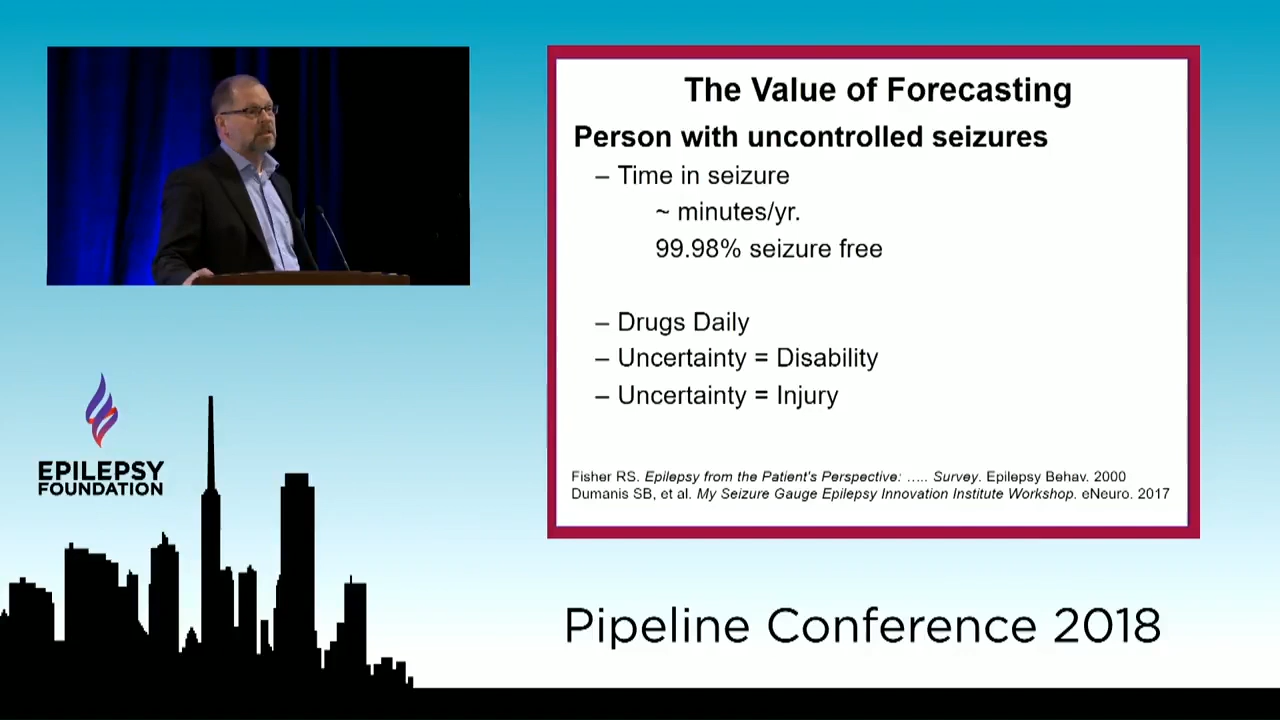 The Value of Forecasting
Person with uncontrolled seizures
– Time in seizure
~ minutes/yr.
99.98% seizure free
– Drugs Daily
– Uncertainty = Disability
– Uncertainty = Injury
Fisher RS. Epilepsy from the Patient's Perspective: ..... Survey. Epilepsy Behav. 2000
Dumanis SB, et al. My Seizure Gauge Epilepsy Innovation Institute Workshop. eNeuro. 2017
EPILEPSY
FOUNDATION
Pipeline Conference 2018